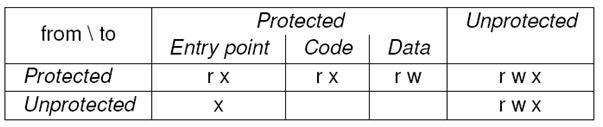 from \ to Protected Unprotected
Entry point Code Data
Protected r x r x r w r w x
Unprotected x r w x